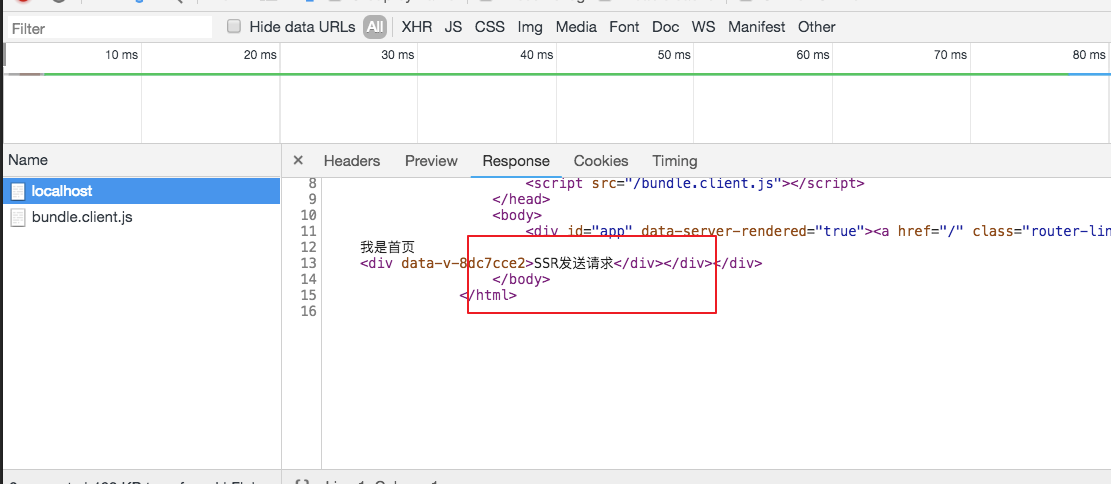 Filter Hide data URLs All XHR JS CSS Img Media Font Doc WS Manifest Other
10 ms 20 ms 30 ms 40 ms 50 ms 60 ms 70 ms 80 ms
Name
localhost
bundle.client.js
× Headers Preview Response Cookies Timing
8 <script src="/bundle.client.js"></script>
9 </head>
10 <body>
11 <div id="app" data-server-rendered="true"><a href="/" class="router-lin
12 我是首页
13 <div data-v-8dc7cce2>SSR发送请求</div></div></div>
14 </body>
15 </html>
16